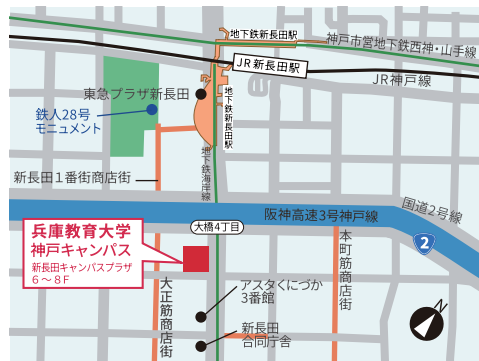 地下鉄新長田駅
神戸市営地下鉄西神・山手線
JR新長田駅
JR神戸線
東急プラザ新長田
地下鉄新長田駅
鉄人28号
モニュメント
地下鉄海岸線
新長田1番街商店街
阪神高速3号神戸線
国道2号線
2
大橋4丁目
兵庫教育大学
神戸キャンパス
新長田キャンパスプラザ
6〜8F
本町筋商店街
大正筋商店街
アスタくにづか
3番館
新長田
合同庁舎
N